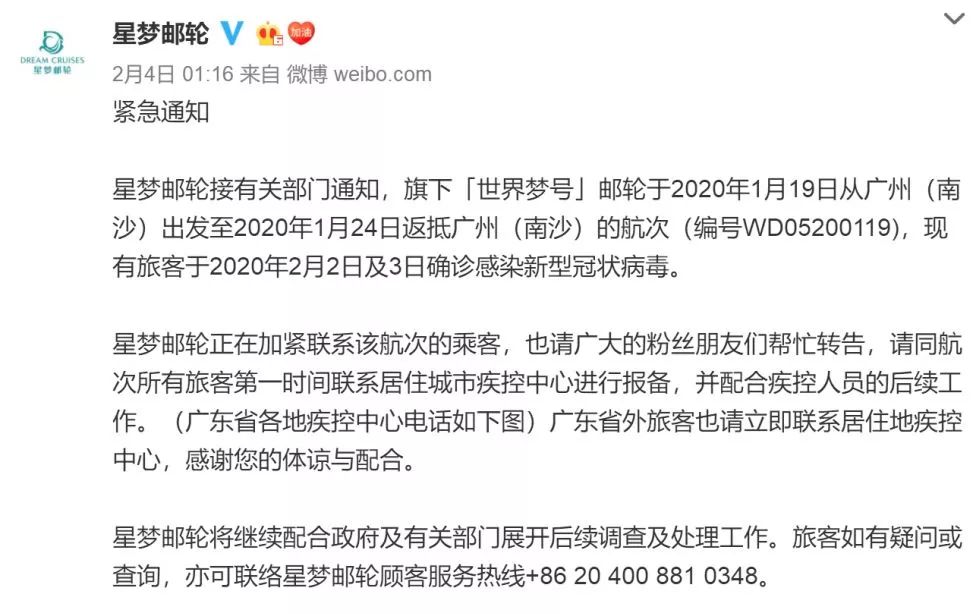 星梦邮轮
加油
DREAM CRUISES
星梦邮轮
2月4日 01:16 来自 微博 weibo.com
紧急通知
星梦邮轮接有关部门通知，旗下「世界梦号」邮轮于2020年1月19日从广州（南
沙）出发至2020年1月24日返抵广州（南沙）的航次（编号WD05200119)，现
有旅客于2020年2月2日及3日确诊感染新型冠状病毒。
星梦邮轮正在加紧联系该航次的乘客，也请广大的粉丝朋友们帮忙转告，请同航
次所有旅客第一时间联系居住城市疾控中心进行报备，并配合疾控人员的后续工
作。（广东省各地疾控中心电话如下图）广东省外旅客也请立即联系居住地疾控
中心，感谢您的体谅与配合。
星梦邮轮将继续配合政府及有关部门展开后续调查及处理工作。旅客如有疑问或
查询，亦可联络星梦邮轮顾客服务热线+86 20 400 881 0348。